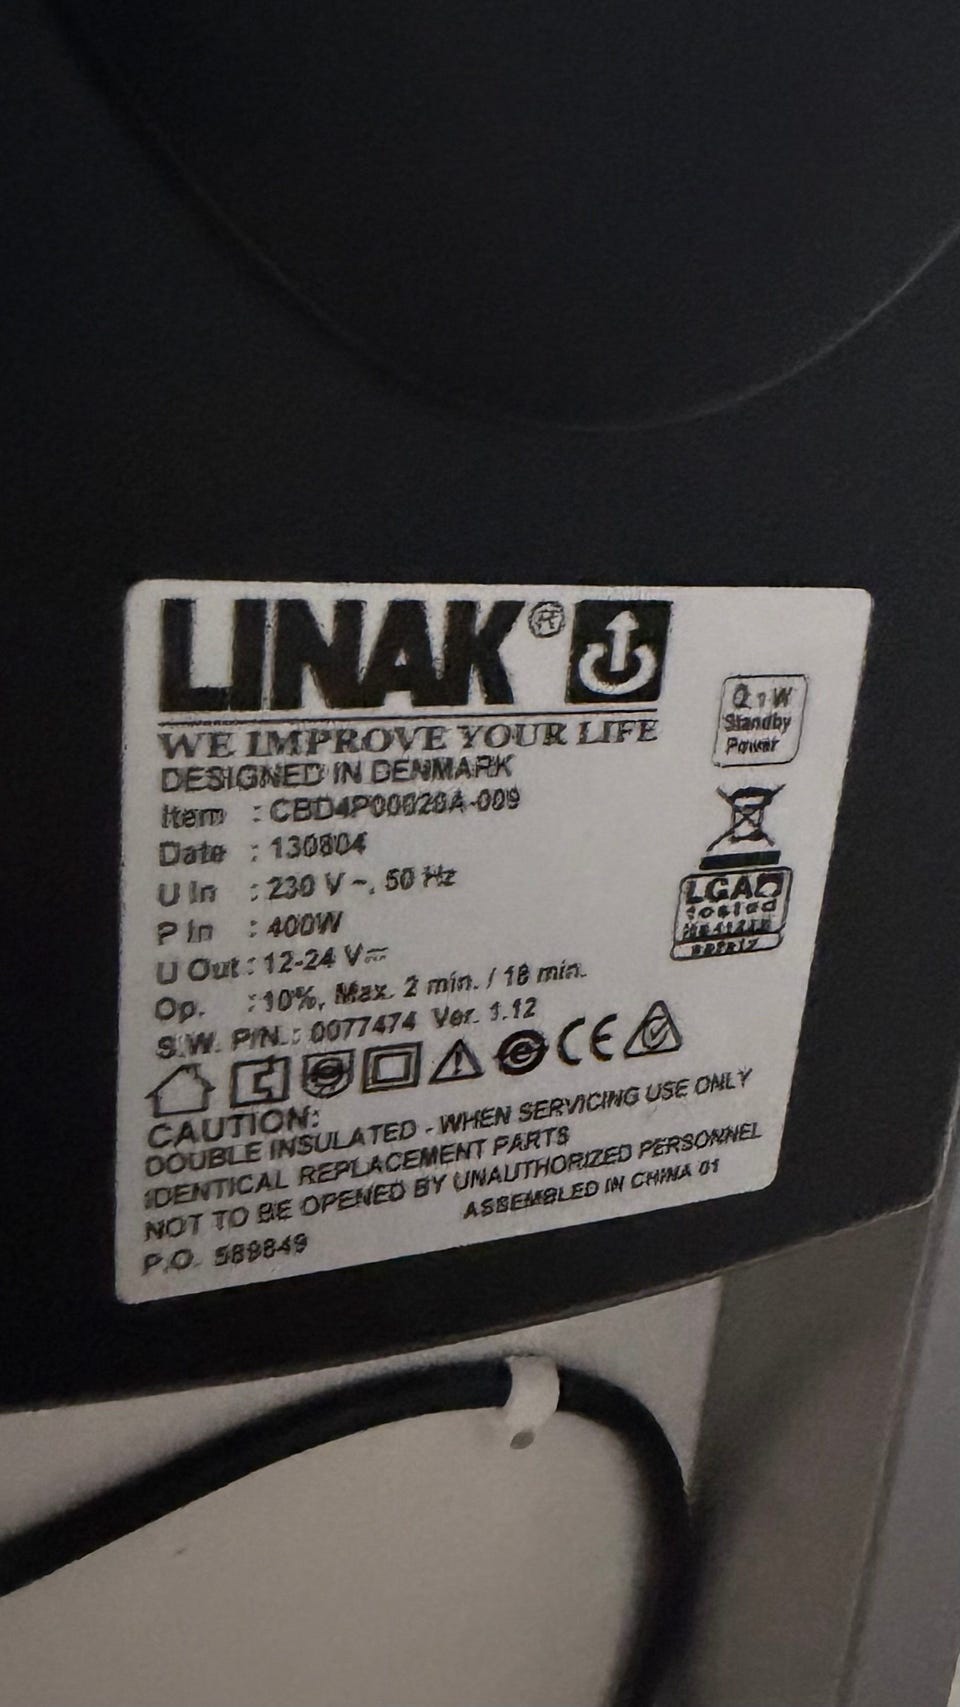 LINAK®
WE IMPROVE YOUR LIFE
DESIGNED IN DENMARK
Item : CBD4P00020A-009
Date : 130804
U In : 230 V ~, 50 Hz
P In : 400W
U Out : 12-24 V⎓
Op. : 10%, Max. 2 min. / 18 min.
S.W. P/N.: 0077474 Ver. 1.12
CE
CAUTION:
DOUBLE INSULATED - WHEN SERVICING USE ONLY
IDENTICAL REPLACEMENT PARTS
NOT TO BE OPENED BY UNAUTHORIZED PERSONNEL
ASSEMBLED IN CHINA 01
P.O. 589849
Standby
Power
LGA
tested